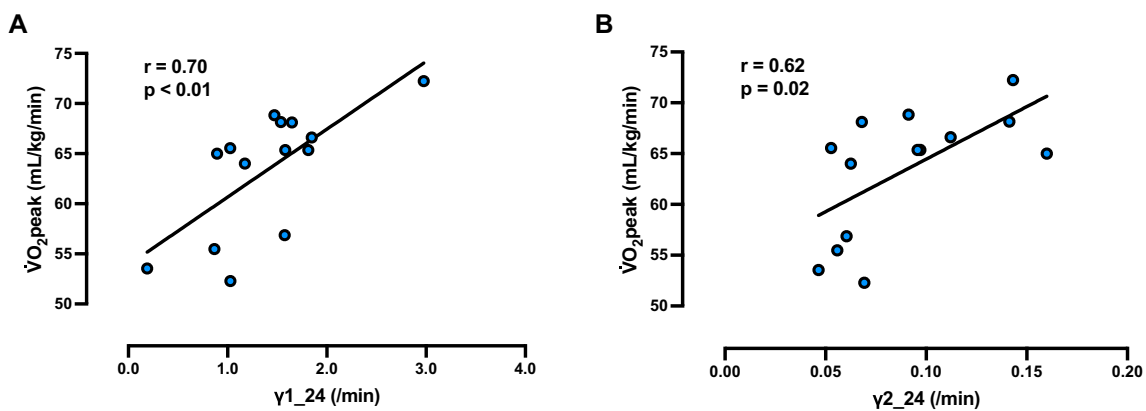 A
75
70
65
60
55
50
V̇O₂peak (mL/kg/min)
r = 0.70
p < 0.01
0.0 1.0 2.0 3.0 4.0
γ1_24 (/min)
B
75
70
65
60
55
50
V̇O₂peak (mL/kg/min)
r = 0.62
p = 0.02
0.00 0.05 0.10 0.15 0.20
γ2_24 (/min)